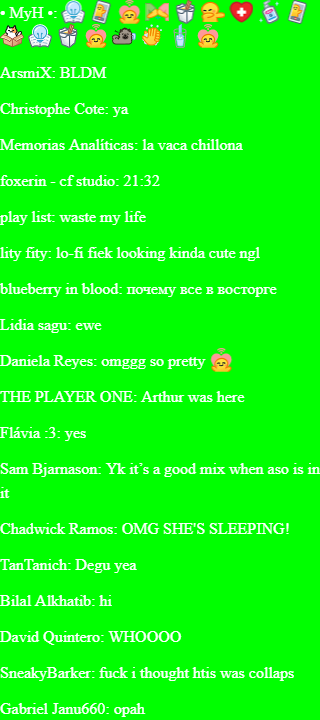 • MyH •:
ArsmiX: BLDM
Christophe Cote: ya
Memorias Analíticas: la vaca chillona
foxerin - cf studio: 21:32
play list: waste my life
lity fity: lo-fi fiek looking kinda cute ngl
blueberry in blood: почему все в восторге
Lidia sagu: ewe
Daniela Reyes: omggg so pretty
THE PLAYER ONE: Arthur was here
Flávia :3: yes
Sam Bjarnason: Yk it's a good mix when aso is in
it
Chadwick Ramos: OMG SHE'S SLEEPING!
TanTanich: Degu yea
Bilal Alkhatib: hi
David Quintero: WHOOOO
SneakyBarker: fuck i thought htis was collaps
Gabriel Janu660: opah